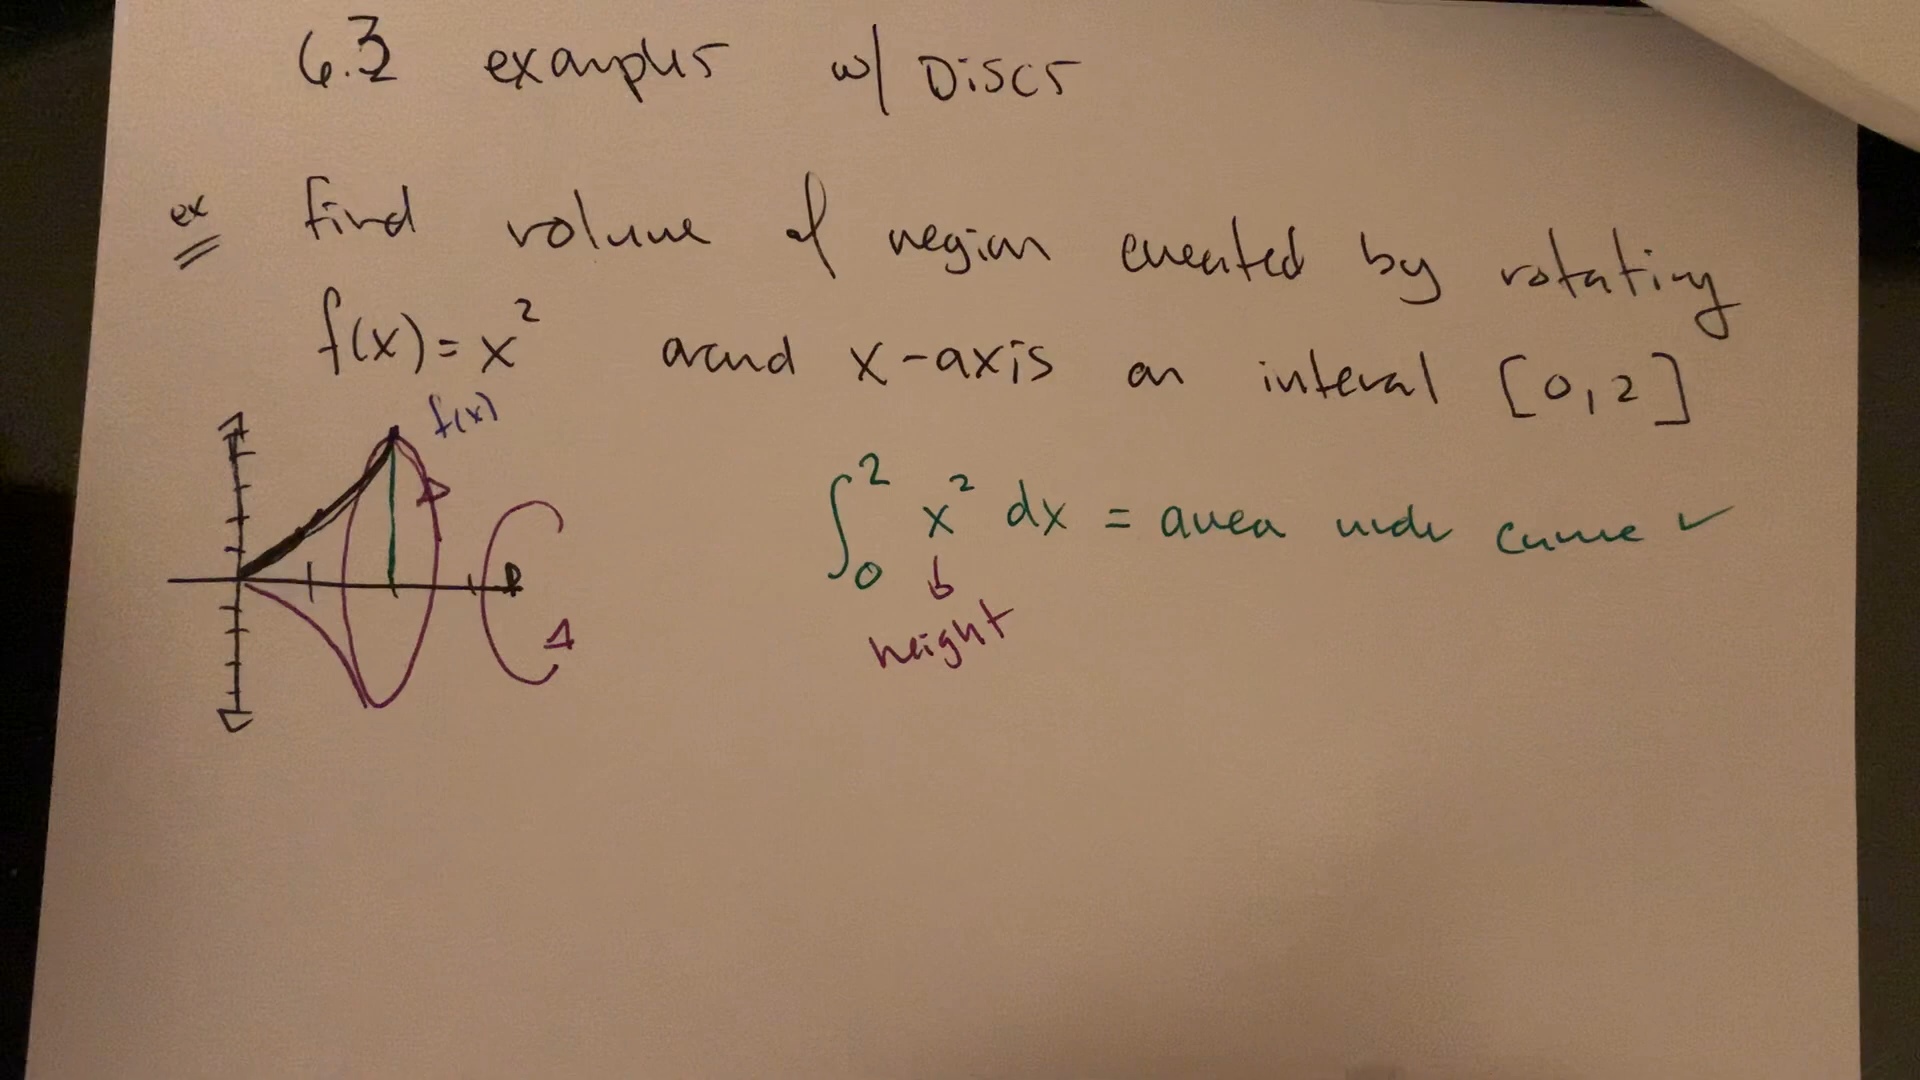 6.3 examples w/ Discs
ex Find volume of region created by rotating
f(x) = x² around x-axis on interval [0,2]
f(x)
∫₀² x² dx = area under curve ✓
height